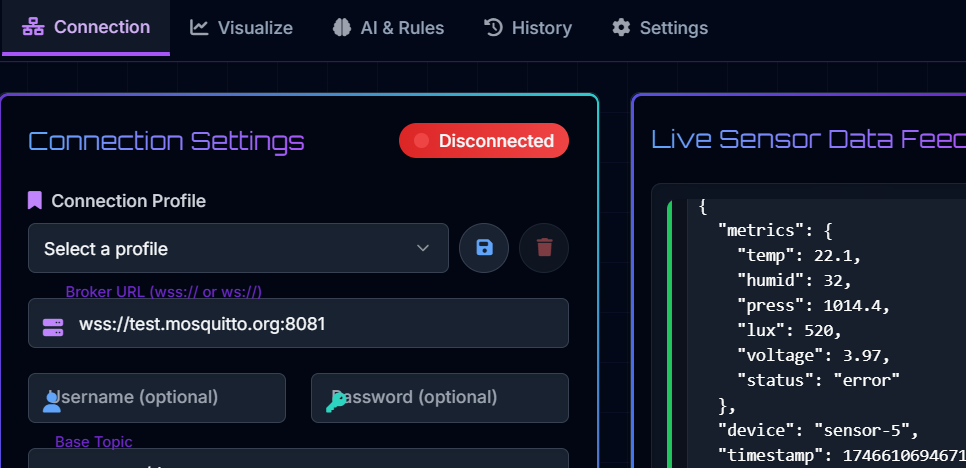 Connection Visualize AI & Rules History Settings
Connection Settings
Disconnected
Connection Profile
Select a profile
Broker URL (wss:// or ws://)
wss://test.mosquitto.org:8081
Username (optional)
Password (optional)
Base Topic
Live Sensor Data Feed
{
"metrics": {
"temp": 22.1,
"humid": 32,
"press": 1014.4,
"lux": 520,
"voltage": 3.97,
"status": "error"
},
"device": "sensor-5",
"timestamp": 1746610694671